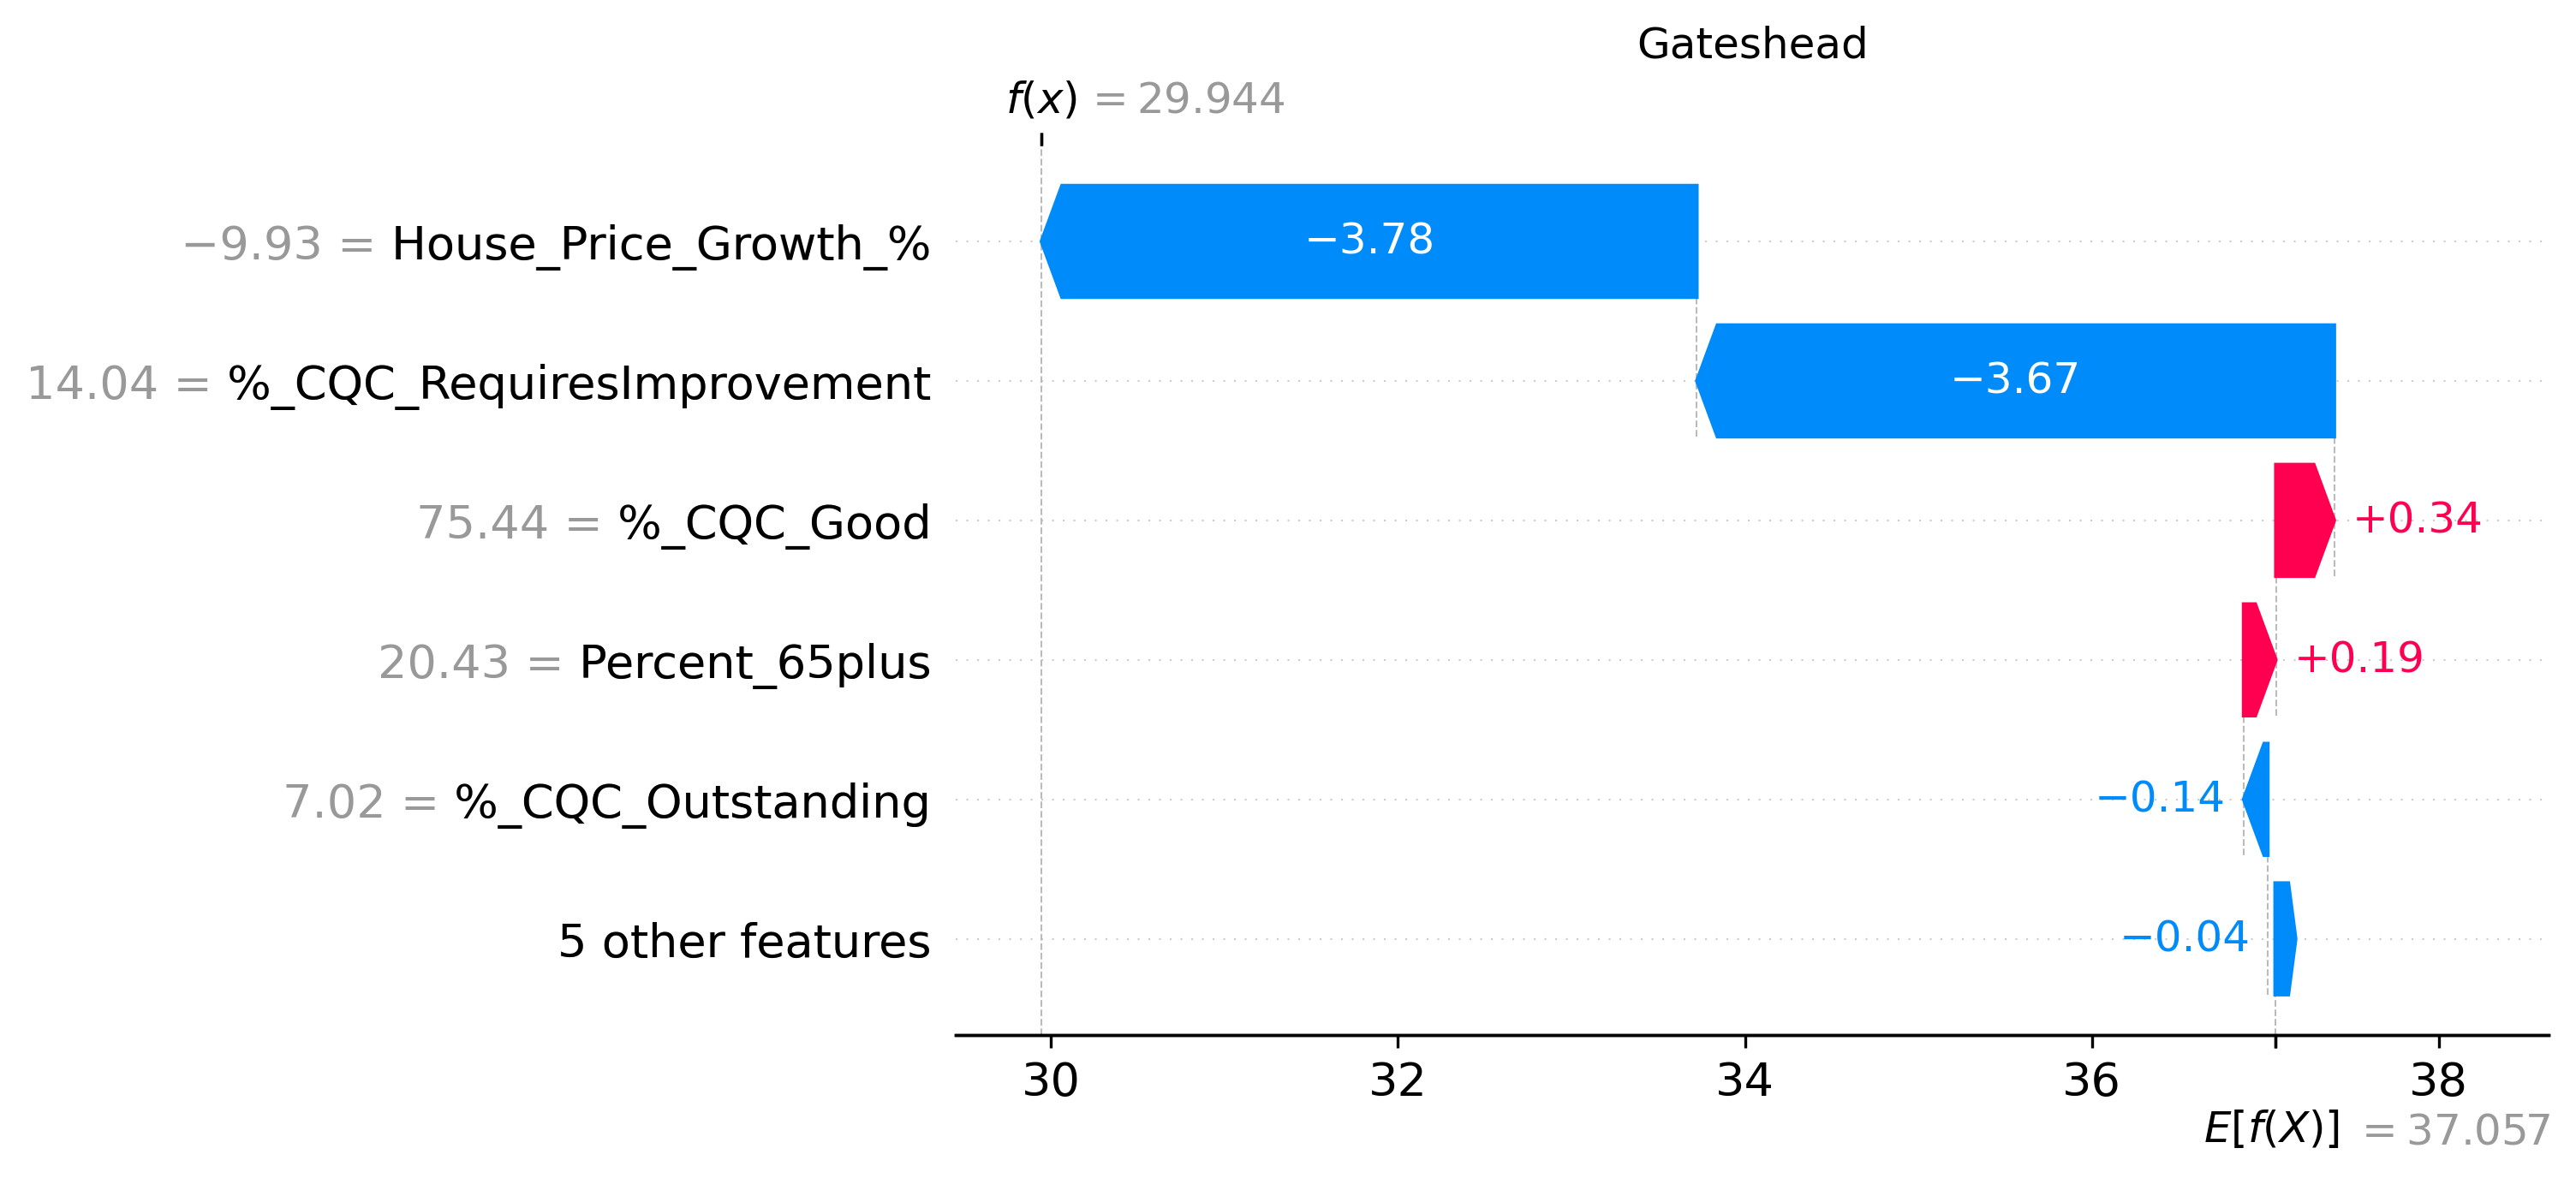 Gateshead
f(x) = 29.944
−9.93 = House_Price_Growth_% −3.78
14.04 = %_CQC_RequiresImprovement −3.67
75.44 = %_CQC_Good +0.34
20.43 = Percent_65plus +0.19
7.02 = %_CQC_Outstanding −0.14
5 other features −0.04
30 32 34 36 38
E[f(X)] = 37.057